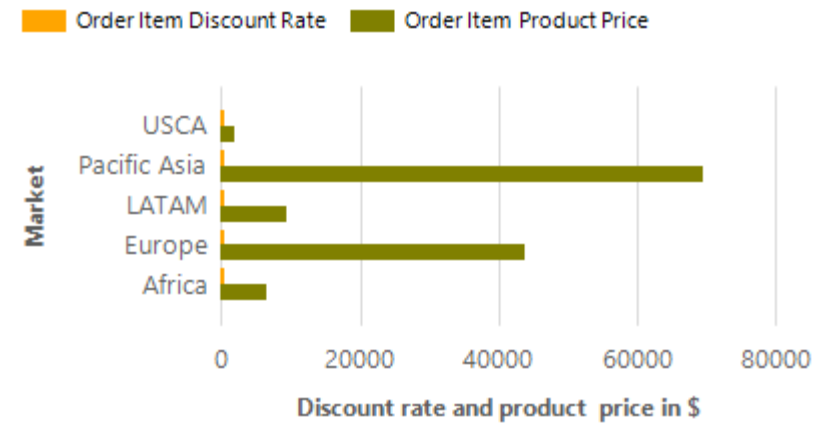 Order Item Discount Rate Order Item Product Price
USCA
Pacific Asia
LATAM
Europe
Africa
Market
0 20000 40000 60000 80000
Discount rate and product price in $